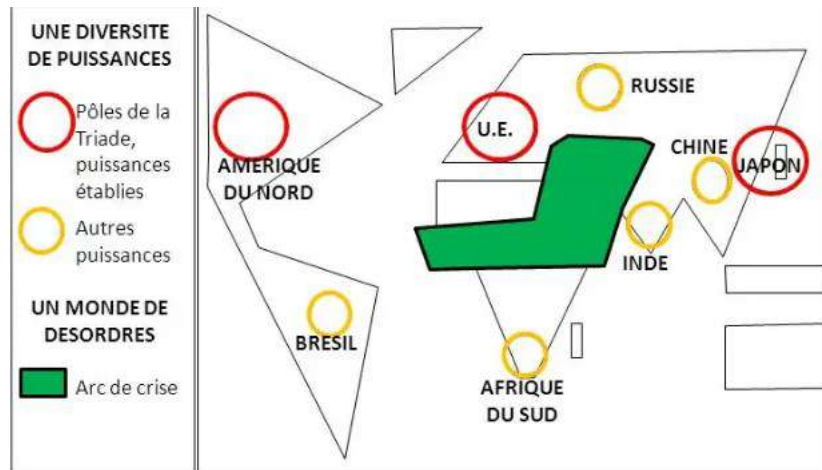 UNE DIVERSITE
DE PUISSANCES
Pôles de la
Triade,
puissances
établies
Autres
puissances
UN MONDE DE
DESORDRES
Arc de crise
AMERIQUE
DU NORD
U.E.
RUSSIE
CHINE
JAPON
INDE
BRESIL
AFRIQUE
DU SUD